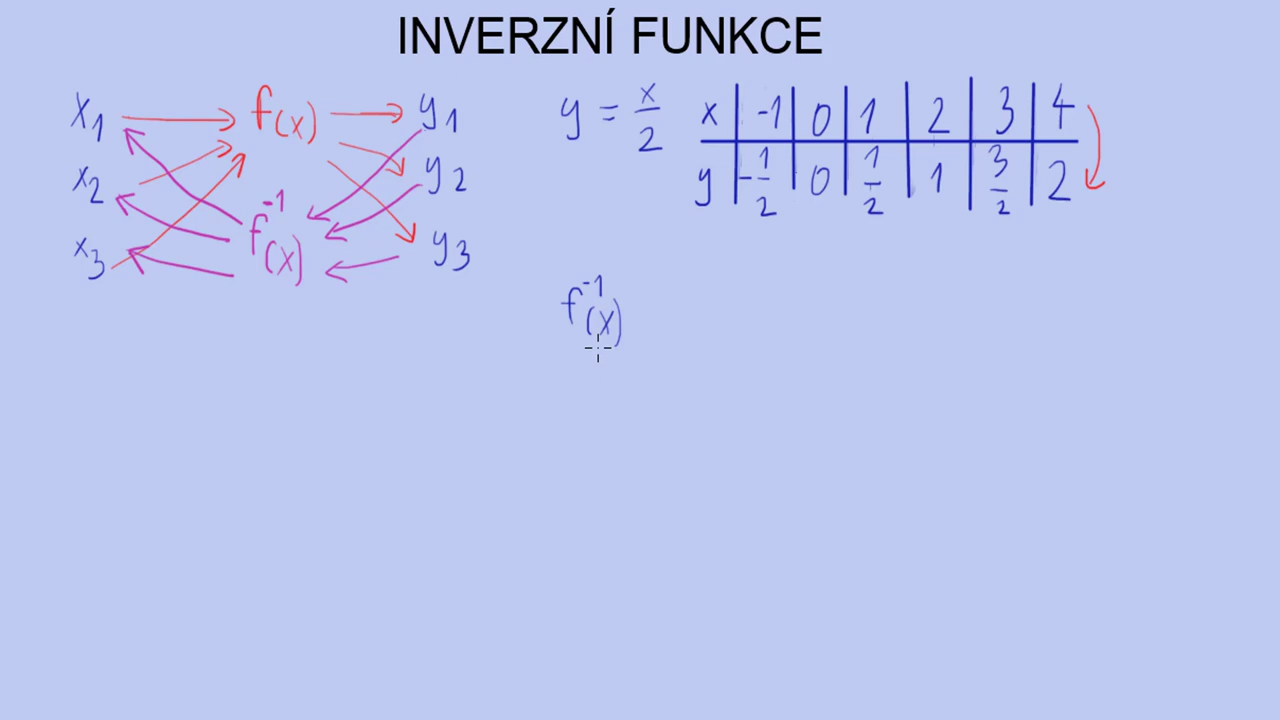 INVERZNÍ FUNKCE
x₁ f(x) y₁
x₂ y₂
x₃ f⁻¹(x) y₃
y = x/2
x | -1 | 0 | 1 | 2 | 3 | 4
y | -1/2 | 0 | 1/2 | 1 | 3/2 | 2
f⁻¹(x)